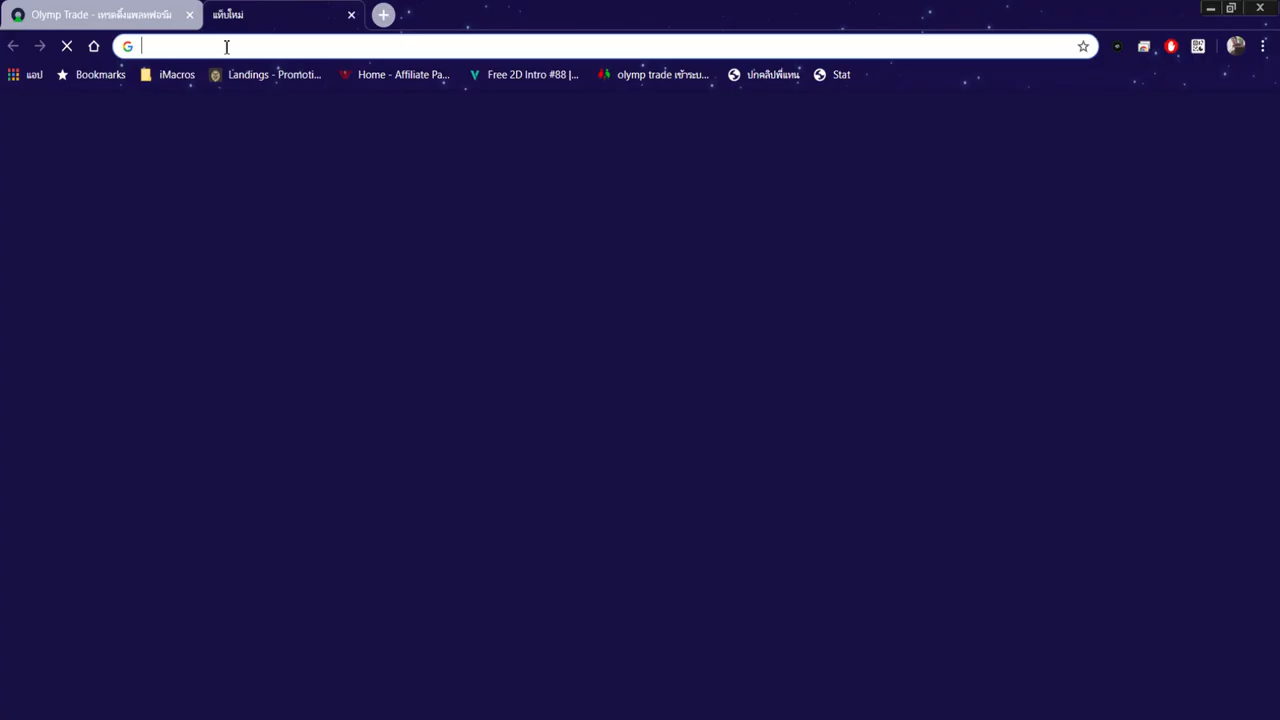 Olymp Trade - เทรดดิ้งแพลทฟอร์ม
แท็บใหม่
แอป
Bookmarks
iMacros
Landings - Promoti...
Home - Affiliate Pa...
Free 2D Intro #88 |...
olymp trade เข้าระบ...
ปกคลิปพี่แทน
Stat